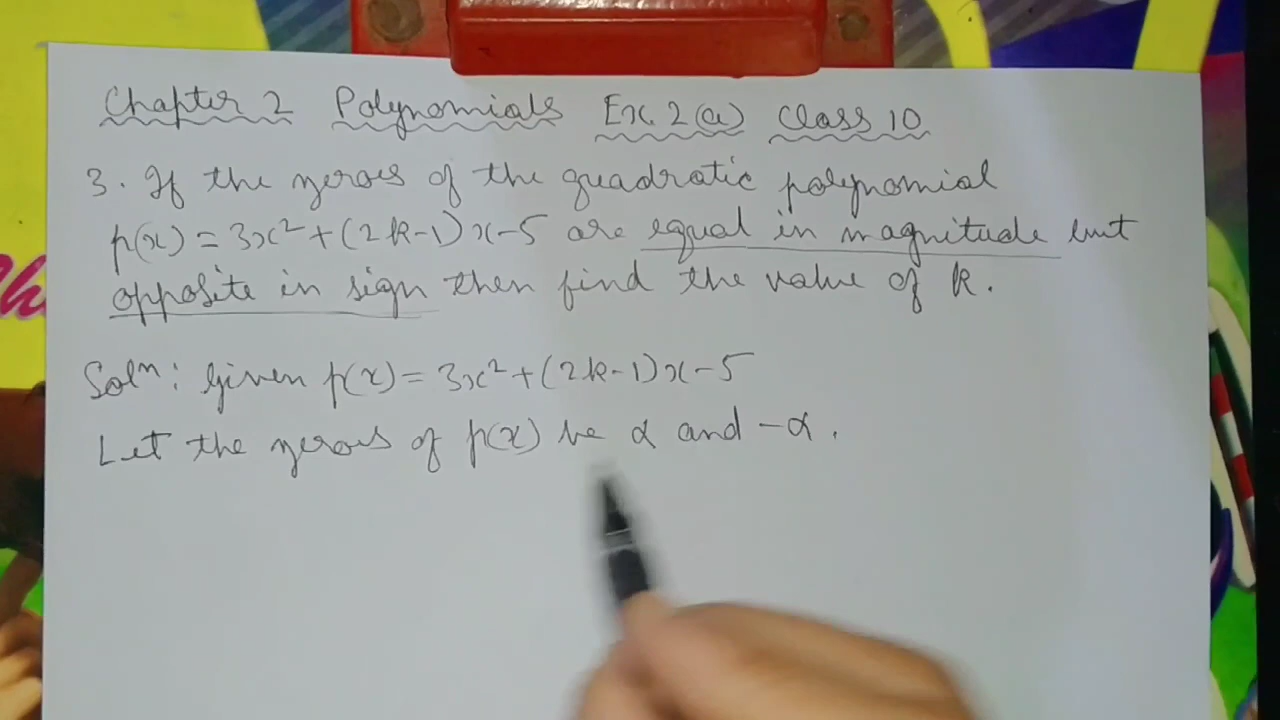 Chapter 2 Polynomials Ex. 2(a) Class 10
3. If the zeroes of the quadratic polynomial
p(x) = 3x² + (2k-1)x - 5 are equal in magnitude but
opposite in sign then find the value of k.
Solⁿ: Given p(x) = 3x² + (2k-1)x - 5
Let the zeroes of p(x) be α and -α.